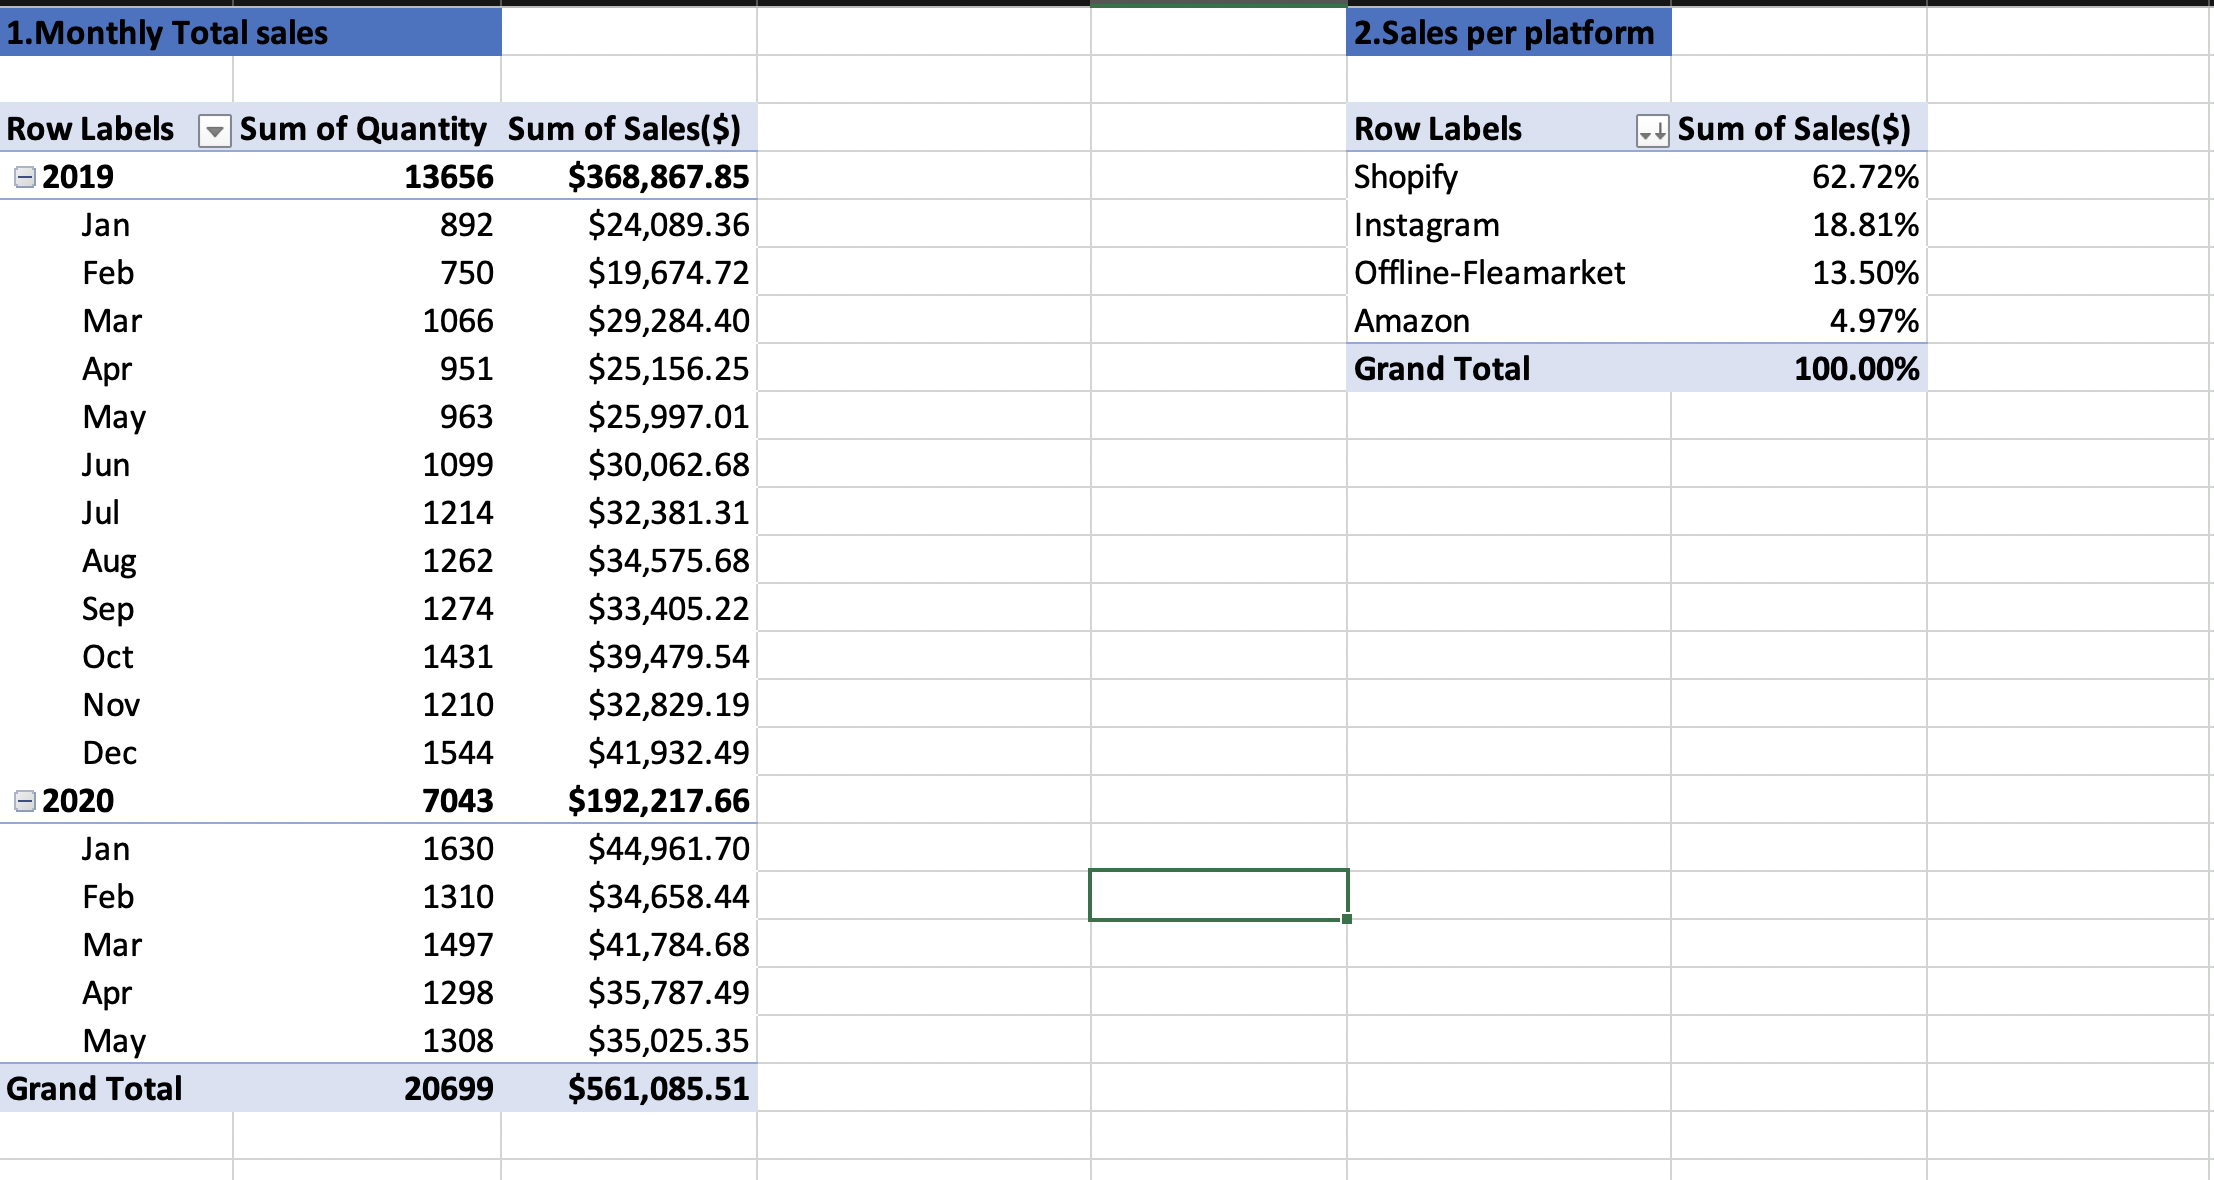 1.Monthly Total sales
2.Sales per platform
Row Labels Sum of Quantity Sum of Sales($)
2019 13656 $368,867.85
Jan 892 $24,089.36
Feb 750 $19,674.72
Mar 1066 $29,284.40
Apr 951 $25,156.25
May 963 $25,997.01
Jun 1099 $30,062.68
Jul 1214 $32,381.31
Aug 1262 $34,575.68
Sep 1274 $33,405.22
Oct 1431 $39,479.54
Nov 1210 $32,829.19
Dec 1544 $41,932.49
2020 7043 $192,217.66
Jan 1630 $44,961.70
Feb 1310 $34,658.44
Mar 1497 $41,784.68
Apr 1298 $35,787.49
May 1308 $35,025.35
Grand Total 20699 $561,085.51
Row Labels Sum of Sales($)
Shopify 62.72%
Instagram 18.81%
Offline-Fleamarket 13.50%
Amazon 4.97%
Grand Total 100.00%